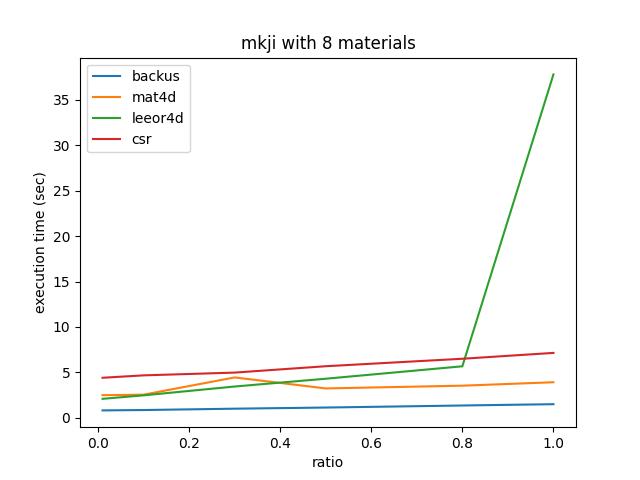 mkji with 8 materials
backus
mat4d
leeor4d
csr
execution time (sec)
35
30
25
20
15
10
5
0
0.0 0.2 0.4 0.6 0.8 1.0
ratio